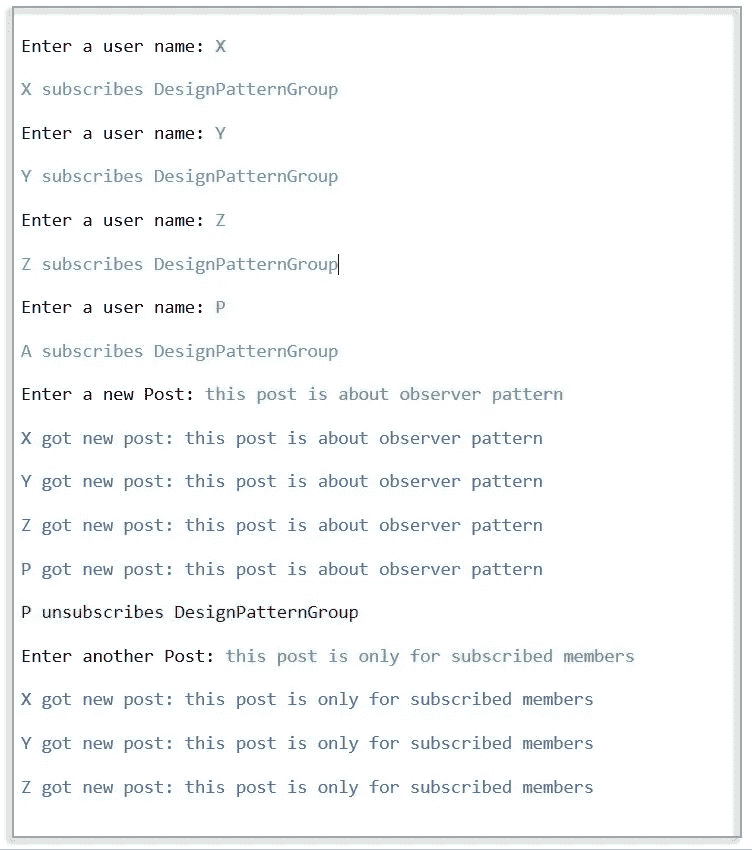 Enter a user name: X
X subscribes DesignPatternGroup
Enter a user name: Y
Y subscribes DesignPatternGroup
Enter a user name: Z
Z subscribes DesignPatternGroup
Enter a user name: P
A subscribes DesignPatternGroup
Enter a new Post: this post is about observer pattern
X got new post: this post is about observer pattern
Y got new post: this post is about observer pattern
Z got new post: this post is about observer pattern
P got new post: this post is about observer pattern
P unsubscribes DesignPatternGroup
Enter another Post: this post is only for subscribed members
X got new post: this post is only for subscribed members
Y got new post: this post is only for subscribed members
Z got new post: this post is only for subscribed members